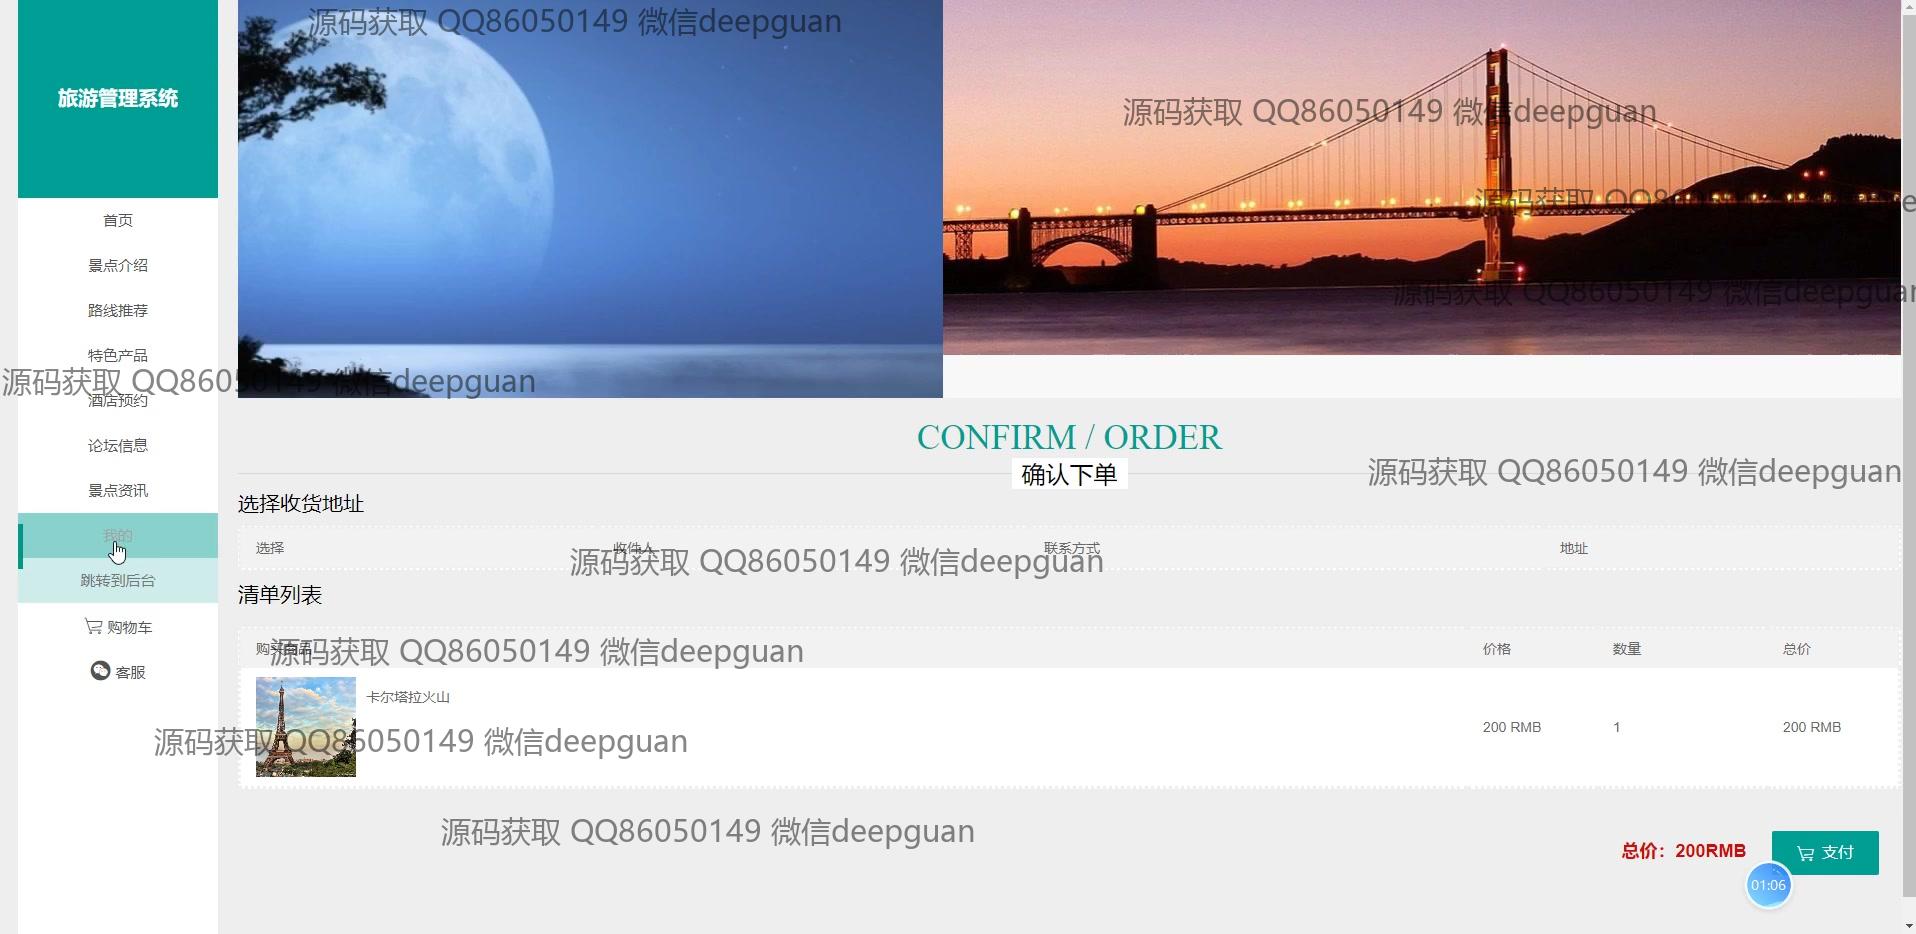 源码获取 QQ86050149 微信deepguan
旅游管理系统
源码获取 QQ86050149 微信deepguan
首页
景点介绍
源码获取 QQ86050149 微信deepguan
路线推荐
特色产品
源码获取 QQ86050149 微信deepguan
酒店预约
论坛信息
景点资讯
我的
跳转到后台
购物车
客服
CONFIRM / ORDER
确认下单
源码获取 QQ86050149 微信deepguan
选择收货地址
选择 收件人 联系方式 地址
源码获取 QQ86050149 微信deepguan
清单列表
购买商品 价格 数量 总价
源码获取 QQ86050149 微信deepguan
卡尔塔拉火山
200 RMB 1 200 RMB
源码获取 QQ86050149 微信deepguan
源码获取 QQ86050149 微信deepguan
总价：200RMB 支付
01:06